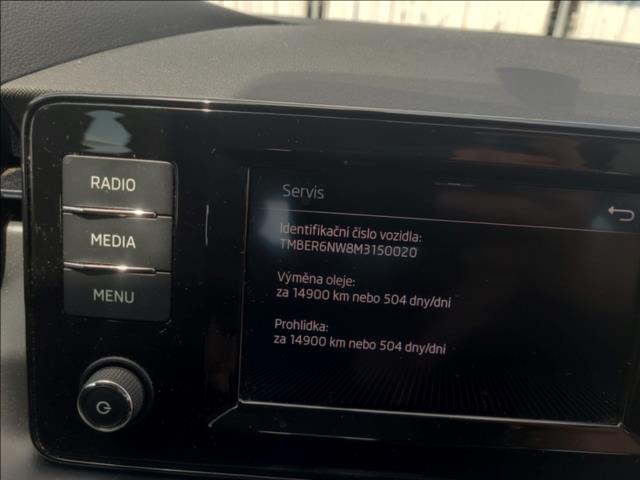 RADIO
MEDIA
MENU
Servis
Identifikační číslo vozidla:
TMBER6NW8M3150020
Výměna oleje:
za 14900 km nebo 504 dny/dní
Prohlídka:
za 14900 km nebo 504 dny/dní